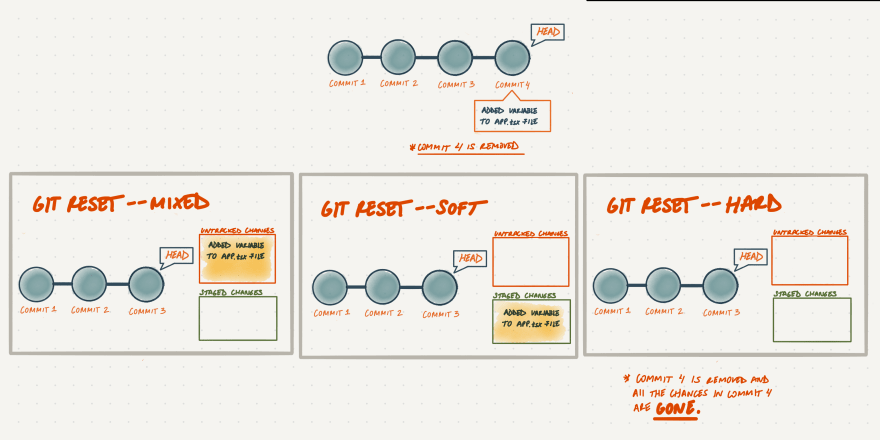 HEAD
COMMIT 1 COMMIT 2 COMMIT 3 COMMIT 4
ADDED VARIABLE
TO APP.tsx FILE
* COMMIT 4 IS REMOVED
GIT RESET --MIXED
UNTRACKED CHANGES
ADDED VARIABLE
TO APP.tsx FILE
HEAD
STAGED CHANGES
COMMIT 1 COMMIT 2 COMMIT 3
GIT RESET --SOFT
UNTRACKED CHANGES
HEAD
STAGED CHANGES
ADDED VARIABLE
TO APP.tsx FILE
COMMIT 1 COMMIT 2 COMMIT 3
GIT RESET --HARD
UNTRACKED CHANGES
HEAD
STAGED CHANGES
COMMIT 1 COMMIT 2 COMMIT 3
* COMMIT 4 IS REMOVED AND
All THE CHANGES IN COMMIT 4
ARE GONE.